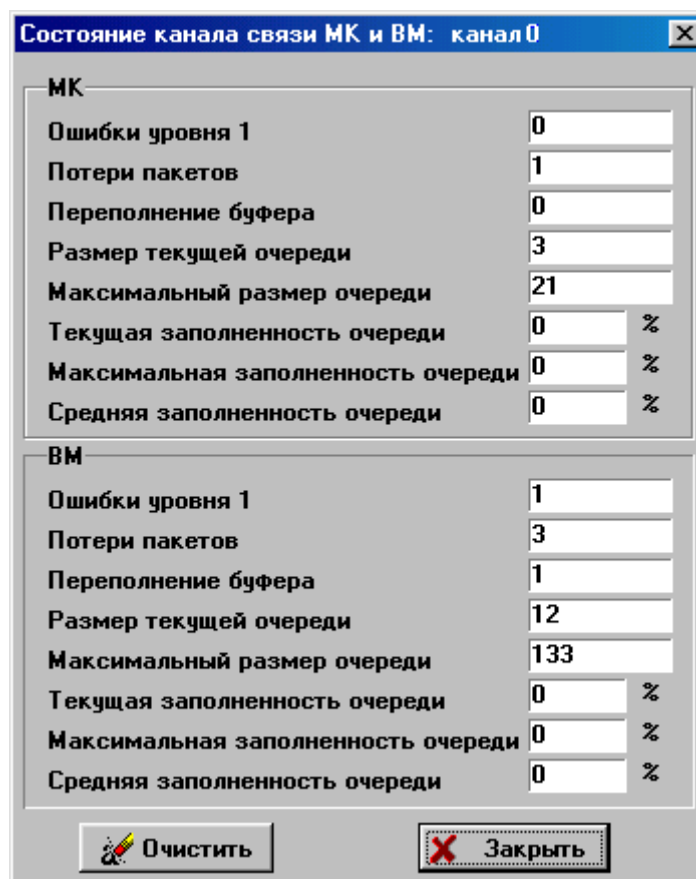 Состояние канала связи МК и ВМ: канал 0
МК
Ошибки уровня 1 0
Потери пакетов 1
Переполнение буфера 0
Размер текущей очереди 3
Максимальный размер очереди 21
Текущая заполненность очереди 0 %
Максимальная заполненность очереди 0 %
Средняя заполненность очереди 0 %
ВМ
Ошибки уровня 1 1
Потери пакетов 3
Переполнение буфера 1
Размер текущей очереди 12
Максимальный размер очереди 133
Текущая заполненность очереди 0 %
Максимальная заполненность очереди 0 %
Средняя заполненность очереди 0 %
Очистить Закрыть